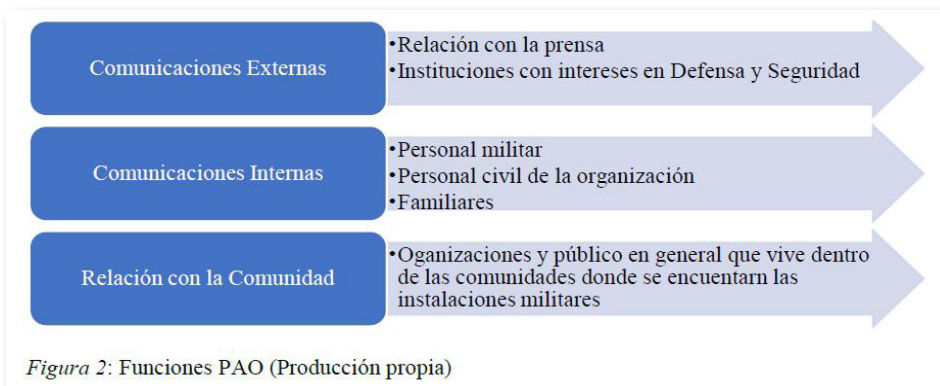 Comunicaciones Externas
•Relación con la prensa
•Instituciones con intereses en Defensa y Seguridad
Comunicaciones Internas
•Personal militar
•Personal civil de la organización
•Familiares
Relación con la Comunidad
•Oganizaciones y público en general que vive dentro
de las comunidades donde se encuentarn las
instalaciones militares
Figura 2: Funciones PAO (Producción propia)